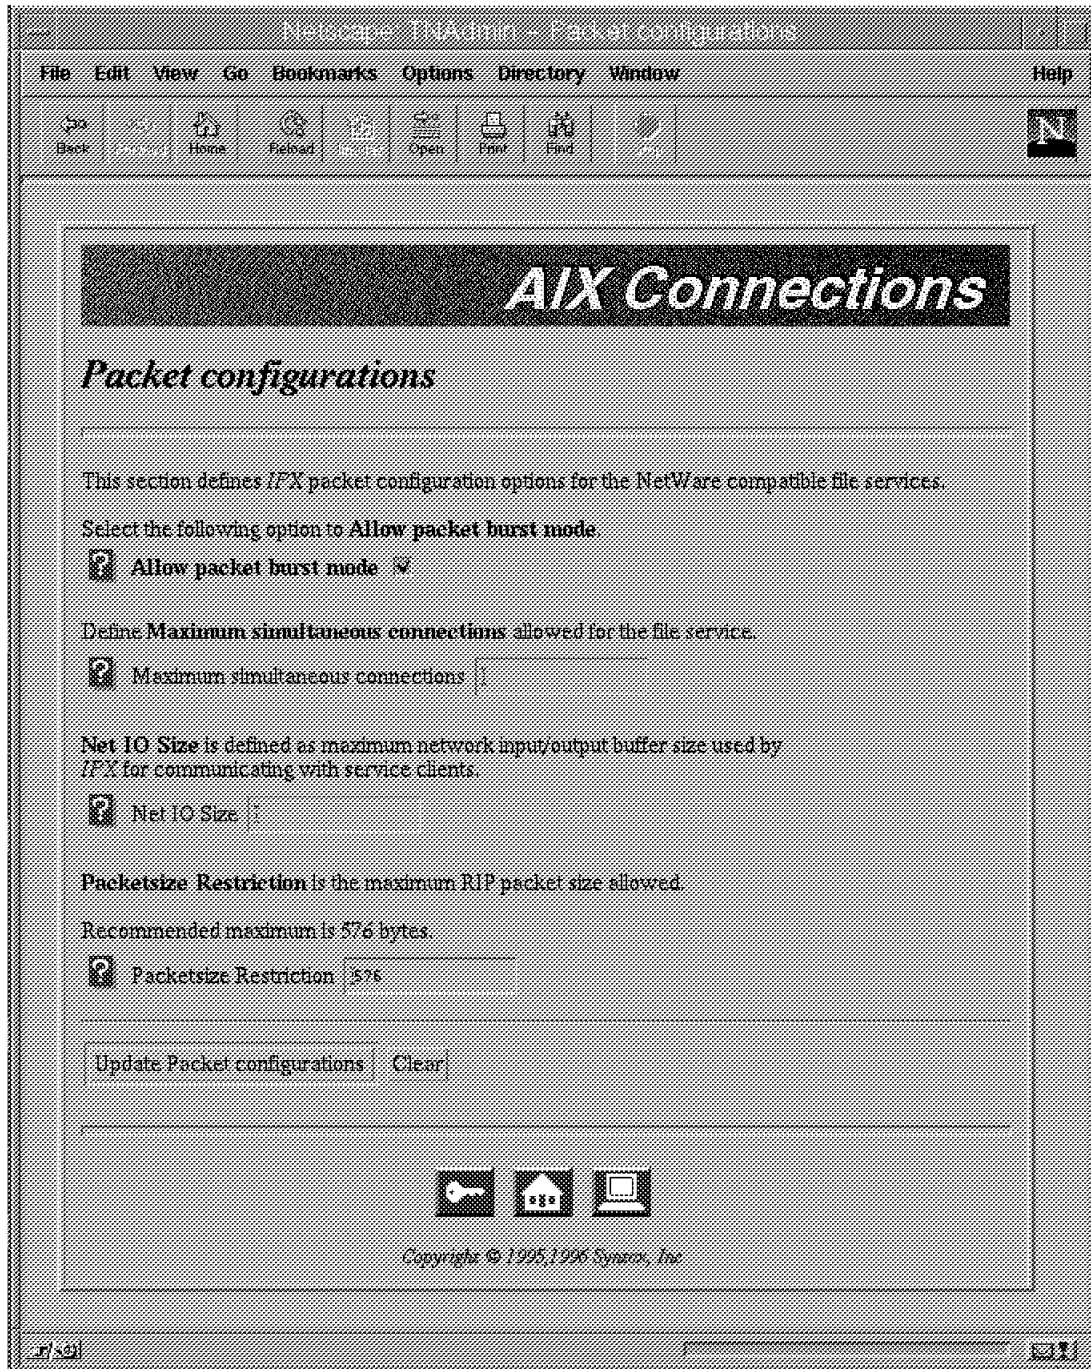 Netscape: TNAdmin – Packet configurations
File Edit View Go Bookmarks Options Directory Window Help
Back Home Reload Open Print Find
N
AIX Connections
Packet configurations
This section defines IPX packet configuration options for the NetWare compatible file services.
Select the following option to Allow packet burst mode.
? Allow packet burst mode
Define Maximum simultaneous connections allowed for the file service.
? Maximum simultaneous connections
Net IO Size is defined as maximum network input/output buffer size used by
IPX for communicating with service clients.
? Net IO Size
Packetsize Restriction is the maximum RIP packet size allowed.
Recommended maximum is 576 bytes.
? Packetsize Restriction 576
Update Packet configurations Clear
Copyright © 1995,1996 Syntax, Inc